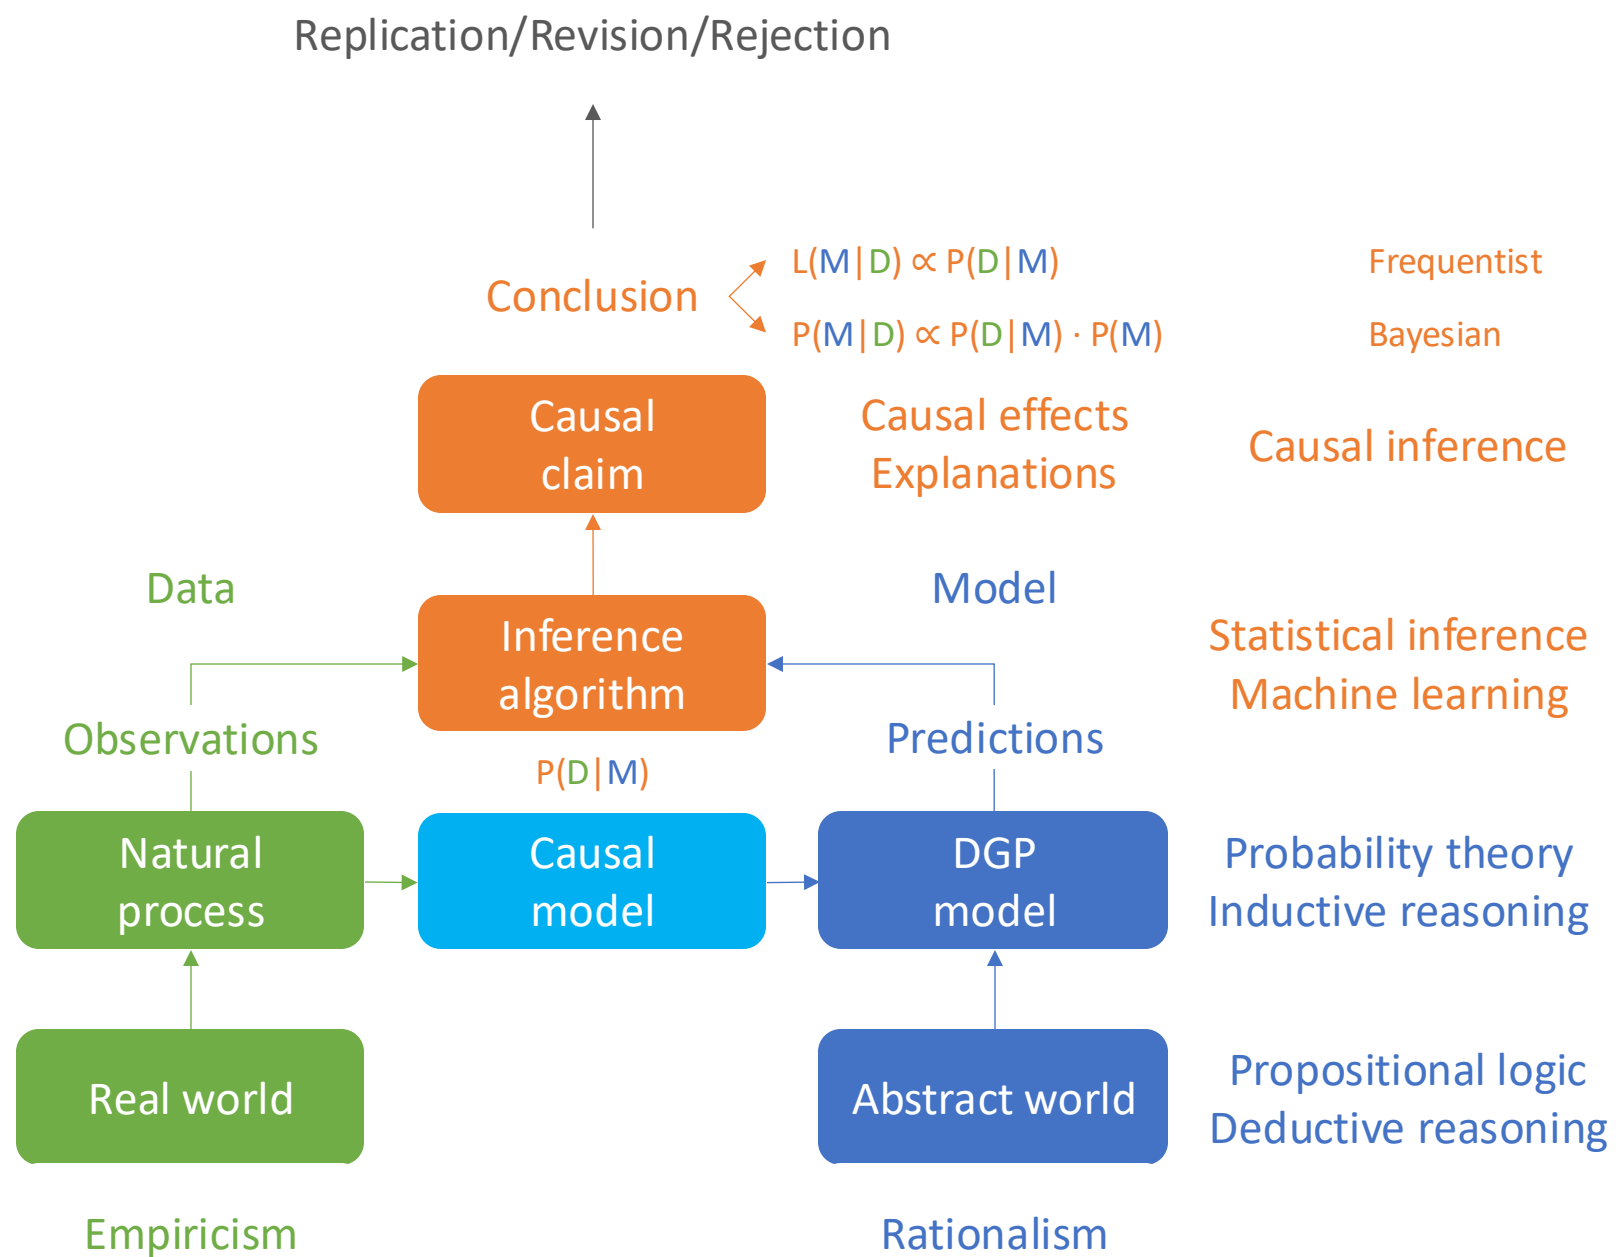 Replication/Revision/Rejection
L(M|D) ∝ P(D|M)
Frequentist
Conclusion
P(M|D) ∝ P(D|M) · P(M)
Bayesian
Causal
claim
Causal effects
Explanations
Causal inference
Data
Model
Inference
algorithm
Statistical inference
Machine learning
Observations
Predictions
P(D|M)
Natural
process
Causal
model
DGP
model
Probability theory
Inductive reasoning
Real world
Abstract world
Propositional logic
Deductive reasoning
Empiricism
Rationalism